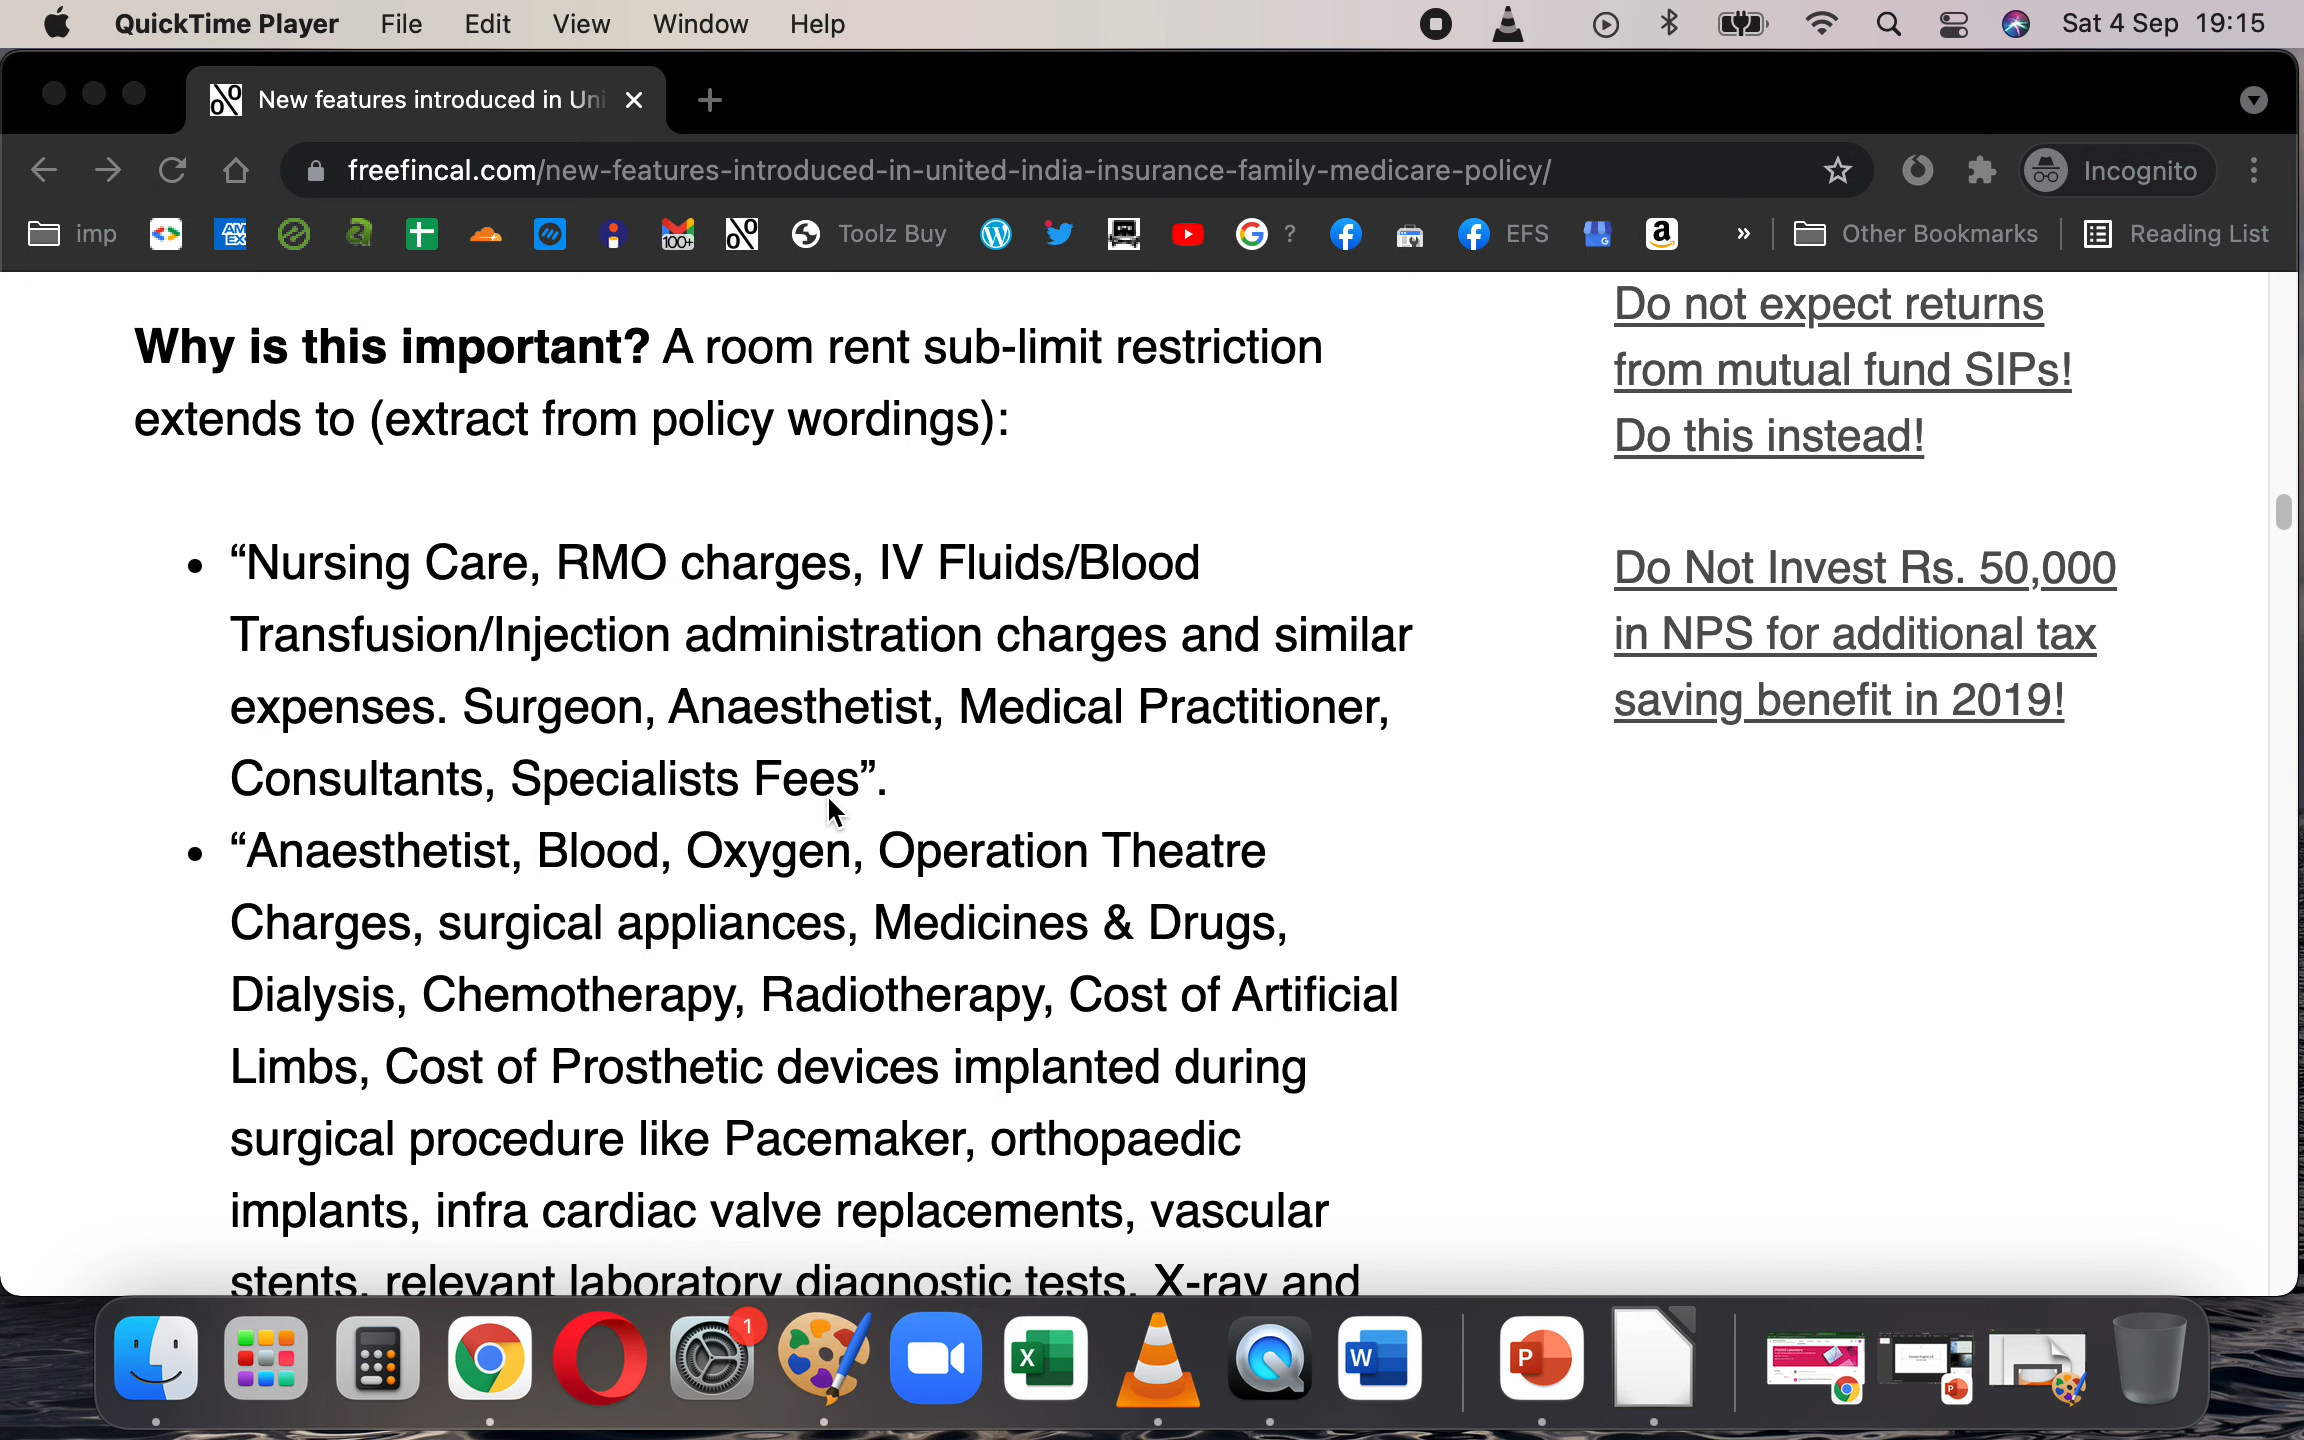 QuickTime Player File Edit View Window Help Sat 4 Sep 19:15
New features introduced in Uni
freefincal.com/new-features-introduced-in-united-india-insurance-family-medicare-policy/ Incognito
imp AM EX 100+ Toolz Buy ? EFS » Other Bookmarks Reading List
Why is this important? A room rent sub-limit restriction
extends to (extract from policy wordings):
• “Nursing Care, RMO charges, IV Fluids/Blood
Transfusion/Injection administration charges and similar
expenses. Surgeon, Anaesthetist, Medical Practitioner,
Consultants, Specialists Fees”.
• “Anaesthetist, Blood, Oxygen, Operation Theatre
Charges, surgical appliances, Medicines & Drugs,
Dialysis, Chemotherapy, Radiotherapy, Cost of Artificial
Limbs, Cost of Prosthetic devices implanted during
surgical procedure like Pacemaker, orthopaedic
implants, infra cardiac valve replacements, vascular
stents, relevant laboratory diagnostic tests, X-ray and
Do not expect returns
from mutual fund SIPs!
Do this instead!
Do Not Invest Rs. 50,000
in NPS for additional tax
saving benefit in 2019!
1
X W P